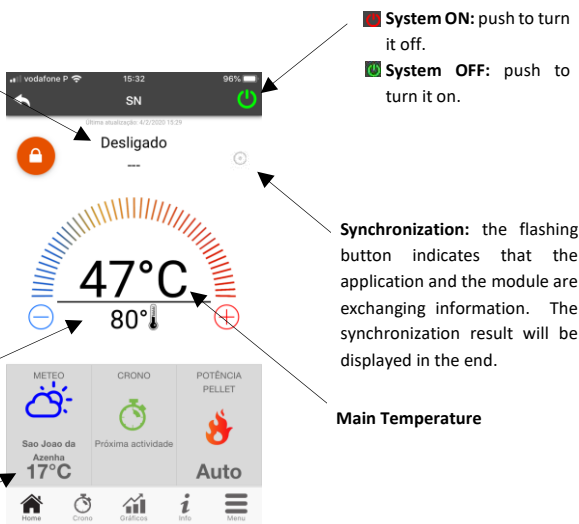 System ON: push to turn
it off.
System OFF: push to
turn it on.
vodafone P 15:32 96%
SN
Última atualização: 4/2/2020 15:29
Desligado
---
47°C
80°
Synchronization: the flashing
button indicates that the
application and the module are
exchanging information. The
synchronization result will be
displayed in the end.
Main Temperature
METEO
Sao Joao da
Azenha
17°C
CRONO
Próxima actividade
POTÊNCIA
PELLET
Auto
Home Crono Gráficos Info Menu